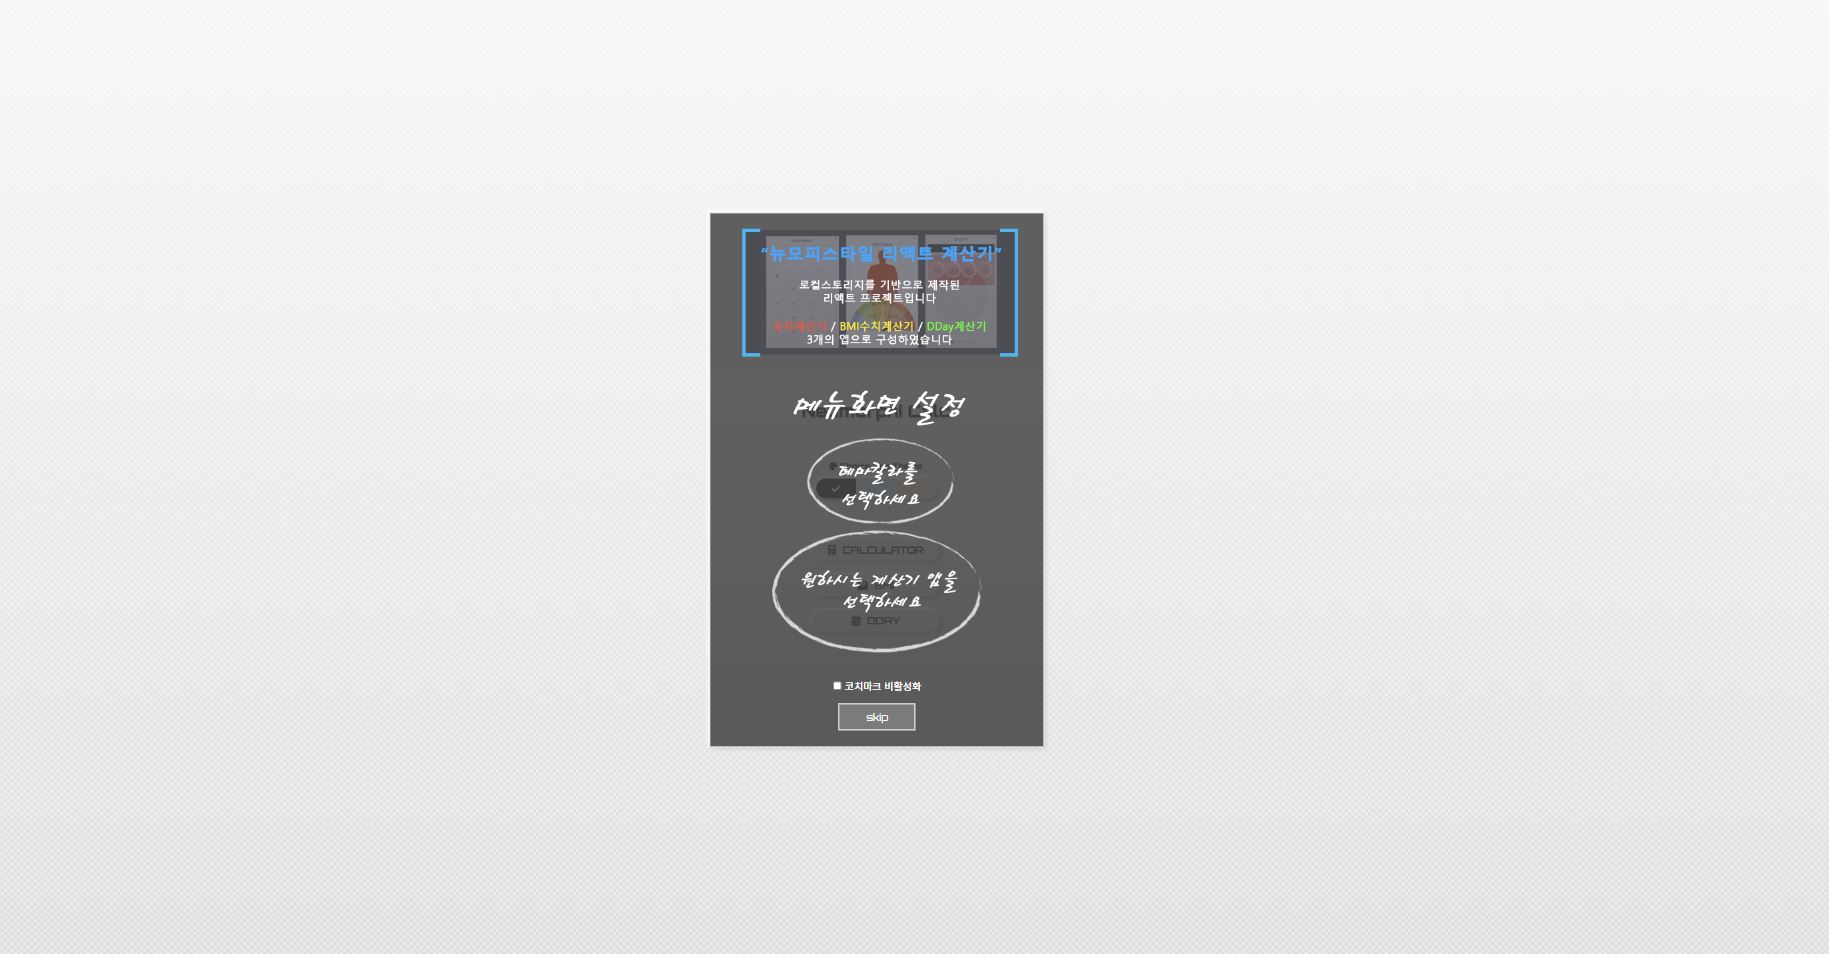 “뉴모피스타일 리액트 계산기”
로컬스토리지를 기반으로 제작된
리액트 프로젝트입니다
숫자계산기 / BMI수치계산기 / DDay계산기
3개의 앱으로 구성하였습니다
메뉴화면 설정
테마칼라를
선택하세요
CALCULATOR
원하시는 계산기 앱을
선택하세요
DDAY
코치마크 비활성화
skip